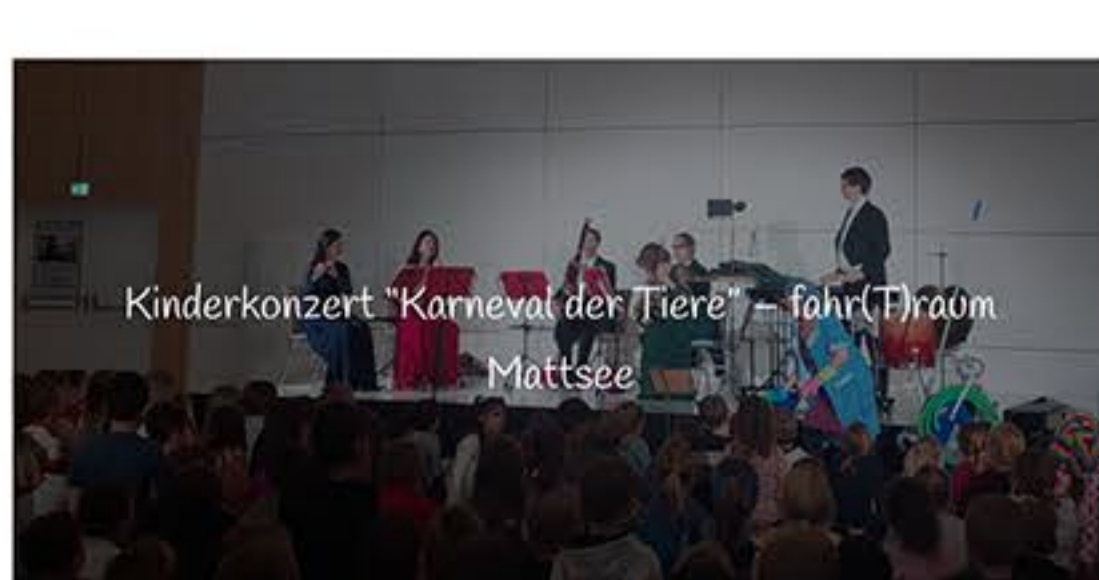 Kinderkonzert "Karneval der Tiere" – fahr(T)raum
Mattsee